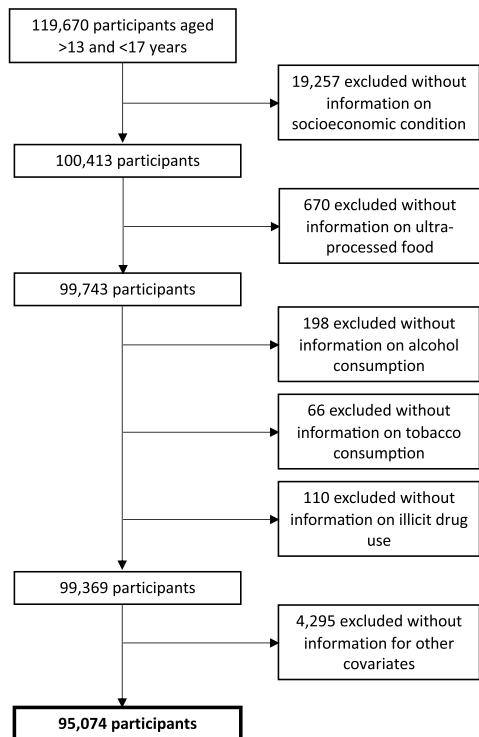 119,670 participants aged
>13 and <17 years
19,257 excluded without
information on
socioeconomic condition
100,413 participants
670 excluded without
information on ultra-
processed food
99,743 participants
198 excluded without
information on alcohol
consumption
66 excluded without
information on tobacco
consumption
110 excluded without
information on illicit drug
use
99,369 participants
4,295 excluded without
information for other
covariates
95,074 participants